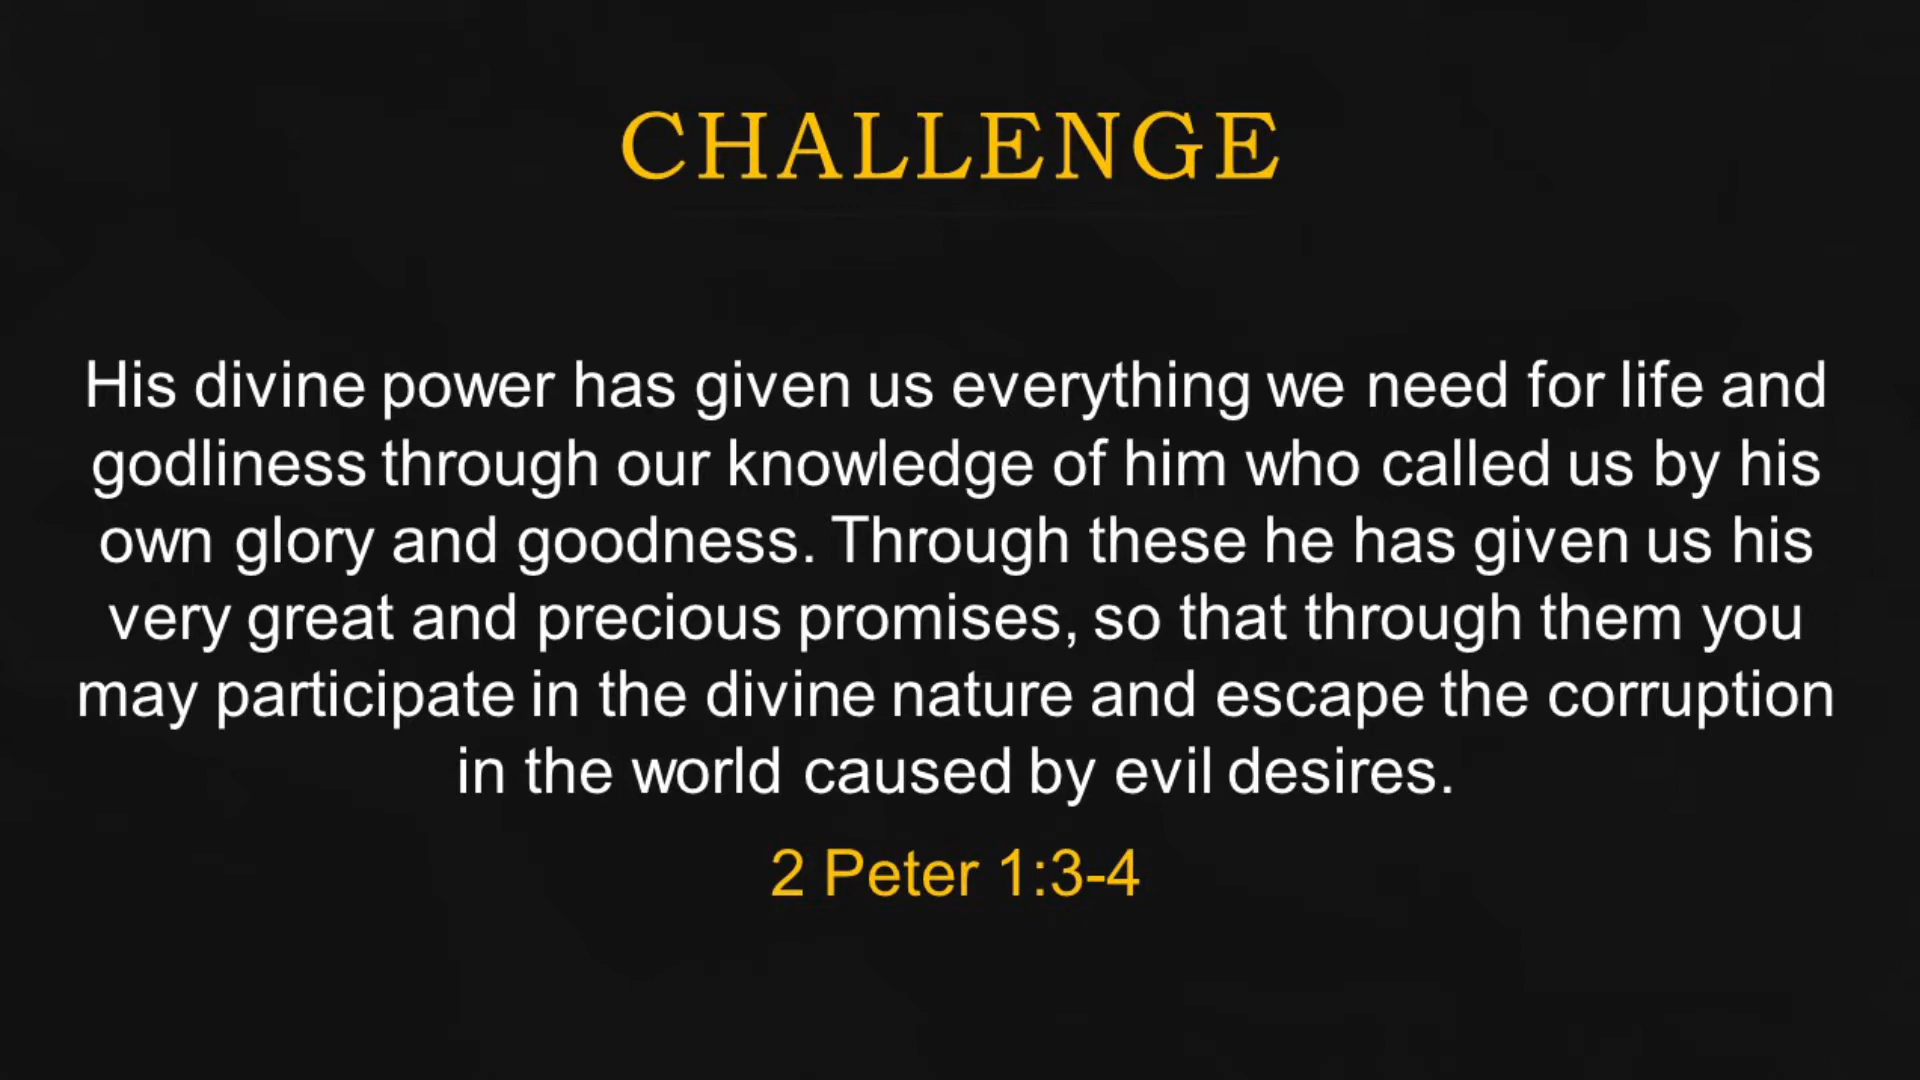 CHALLENGE
His divine power has given us everything we need for life and
godliness through our knowledge of him who called us by his
own glory and goodness. Through these he has given us his
very great and precious promises, so that through them you
may participate in the divine nature and escape the corruption
in the world caused by evil desires.
2 Peter 1:3-4